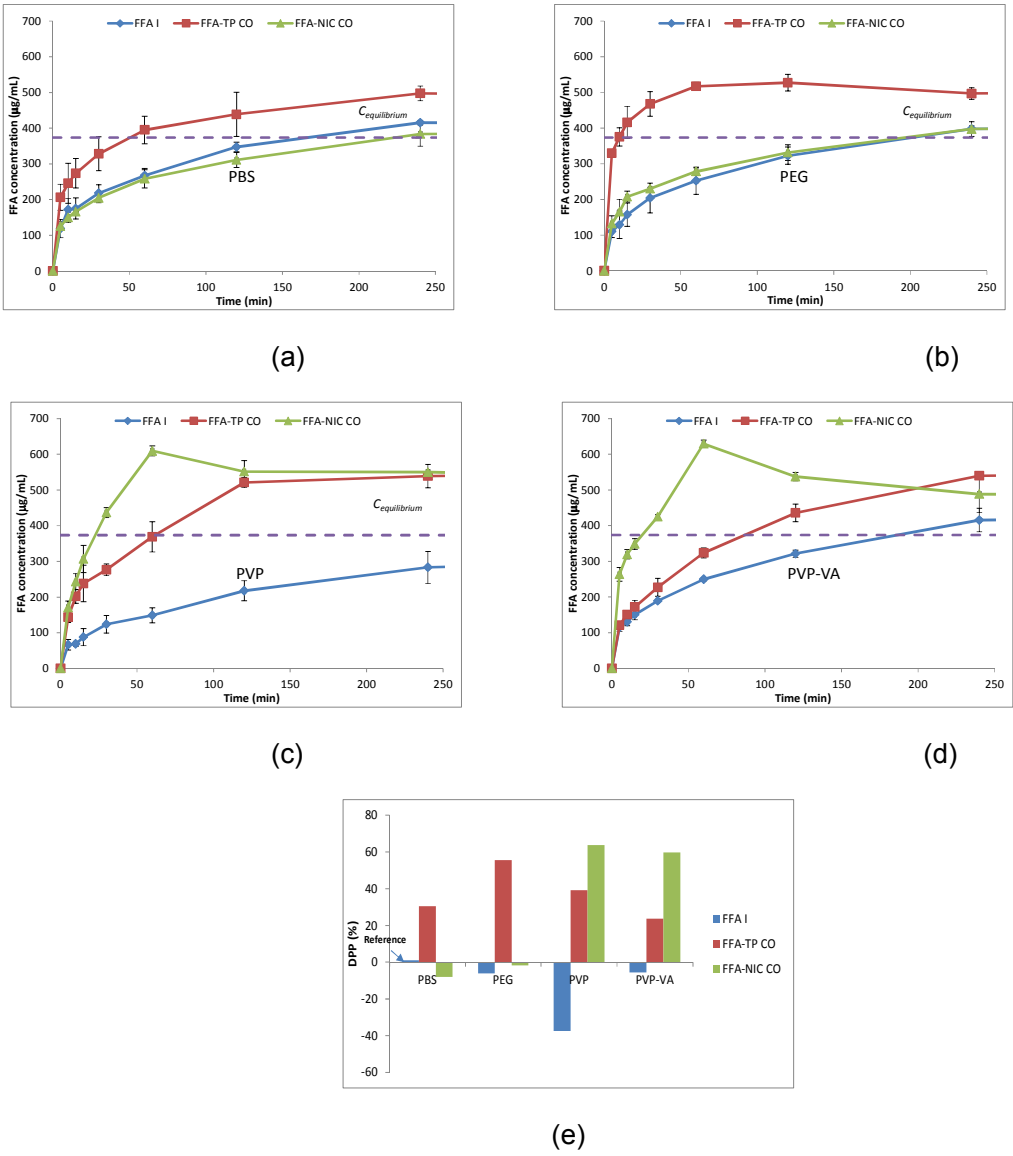 FFA I FFA-TP CO FFA-NIC CO
FFA concentration (µg/mL)
700
600
500
400
300
200
100
0
Cequilibrium
PBS
0 50 100 150 200 250
Time (min)
(a)
FFA I FFA-TP CO FFA-NIC CO
FFA concentration (µg/mL)
700
600
500
400
300
200
100
0
Cequilibrium
PEG
0 50 100 150 200 250
Time (min)
(b)
FFA I FFA-TP CO FFA-NIC CO
FFA concentration (µg/mL)
700
600
500
400
300
200
100
0
Cequilibrium
PVP
0 50 100 150 200 250
Time (min)
(c)
FFA I FFA-TP CO FFA-NIC CO
FFA concentration (µg/mL)
700
600
500
400
300
200
100
0
PVP-VA
0 50 100 150 200 250
Time (min)
(d)
DPP (%)
80
60
40
20
0
-20
-40
-60
Reference
PBS PEG PVP PVP-VA
FFA I
FFA-TP CO
FFA-NIC CO
(e)